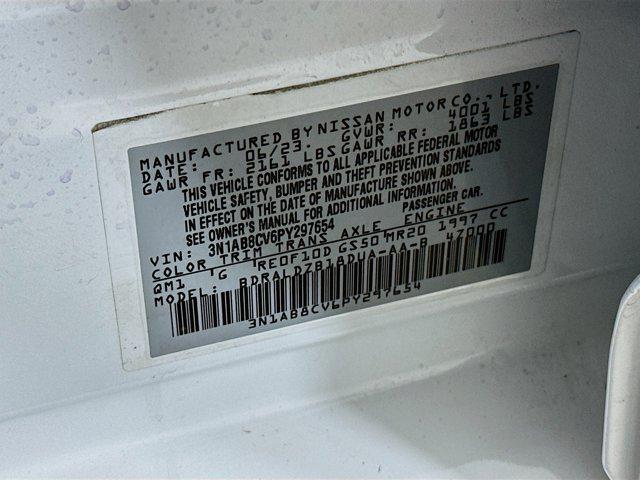 MANUFACTURED BY NISSAN MOTOR CO., LTD.
DATE: 06/23. GVWR: 4001 LBS
GAWR FR: 2161 LBS GAWR RR: 1863 LBS
THIS VEHICLE CONFORMS TO ALL APPLICABLE FEDERAL MOTOR
VEHICLE SAFETY, BUMPER AND THEFT PREVENTION STANDARDS
IN EFFECT ON THE DATE OF MANUFACTURE SHOWN ABOVE.
SEE OWNER'S MANUAL FOR ADDITIONAL INFORMATION.
VIN: 3N1AB8CV6PY297654 PASSENGER CAR.
COLOR TRIM TRANS AXLE ENGINE
QM1 G RE0F10D GS50 MR20 1997 CC
MODEL: BDRALDZB18DUA-AA-B 47000
3N1AB8CV6PY297654